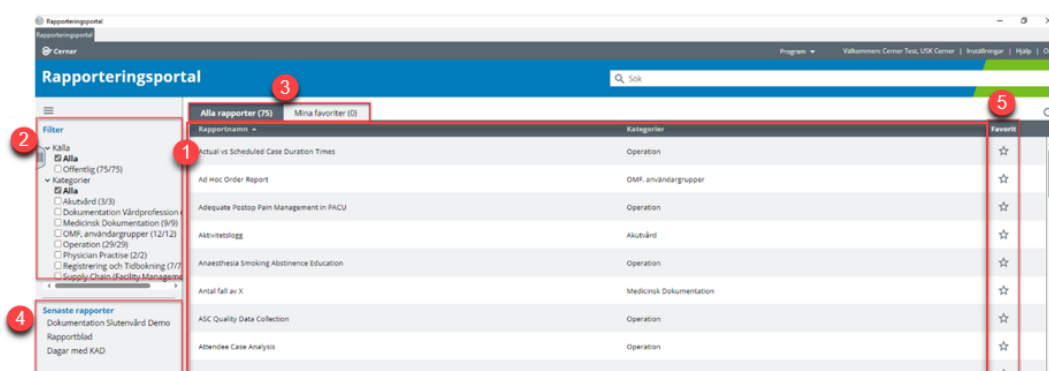 Rapporteringsportal
Rapporteringsportal
Cerner
Program
Välkommen: Cerner Test, USK Cerner | Inställningar | Hjälp | O
Rapporteringsportal
Sök
3
5
Alla rapporter (75)
Mina favoriter (0)
2
Filter
Rapportnamn
Kategorier
Favorit
1
Källa
Alla
Offentlig (75/75)
Kategorier
Alla
Akutvård (3/3)
Dokumentation Vårdprofession
Medicinsk Dokumentation (9/9)
OMF, användargrupper (12/12)
Operation (29/29)
Physician Practise (2/2)
Registrering och Tidbokning (7/7
Supply Chain (Facility Manageme
Actual vs Scheduled Case Duration Times Operation
Ad Hoc Order Report OMF, användargrupper
Adequate Postop Pain Management in PACU Operation
Aktivitetslogg Akutvård
Anaesthesia Smoking Abstinence Education Operation
Antal fall av X Medicinsk Dokumentation
ASC Quality Data Collection Operation
Attendee Case Analysis Operation
4
Senaste rapporter
Dokumentation Slutenvård Demo
Rapportblad
Dagar med KAD